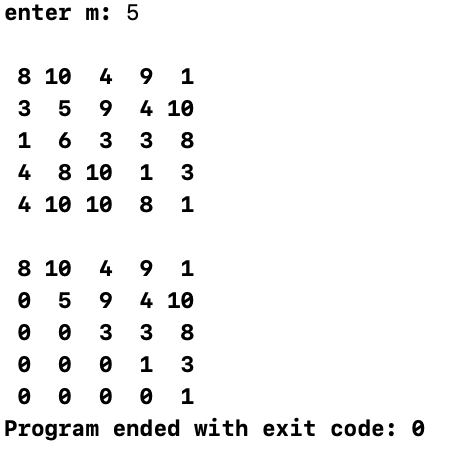 enter m: 5
8 10 4 9 1
3 5 9 4 10
1 6 3 3 8
4 8 10 1 3
4 10 10 8 1
8 10 4 9 1
0 5 9 4 10
0 0 3 3 8
0 0 0 1 3
0 0 0 0 1
Program ended with exit code: 0